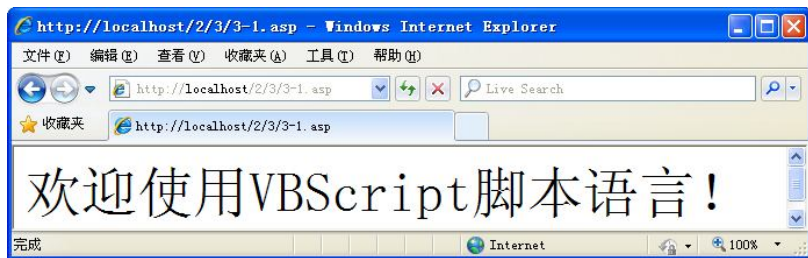 http://localhost/2/3/3-1.asp - Windows Internet Explorer
文件(F) 编辑(E) 查看(V) 收藏夹(A) 工具(T) 帮助(H)
http://localhost/2/3/3-1.asp Live Search
收藏夹 http://localhost/2/3/3-1.asp
欢迎使用VBScript脚本语言！
完成 Internet 100%